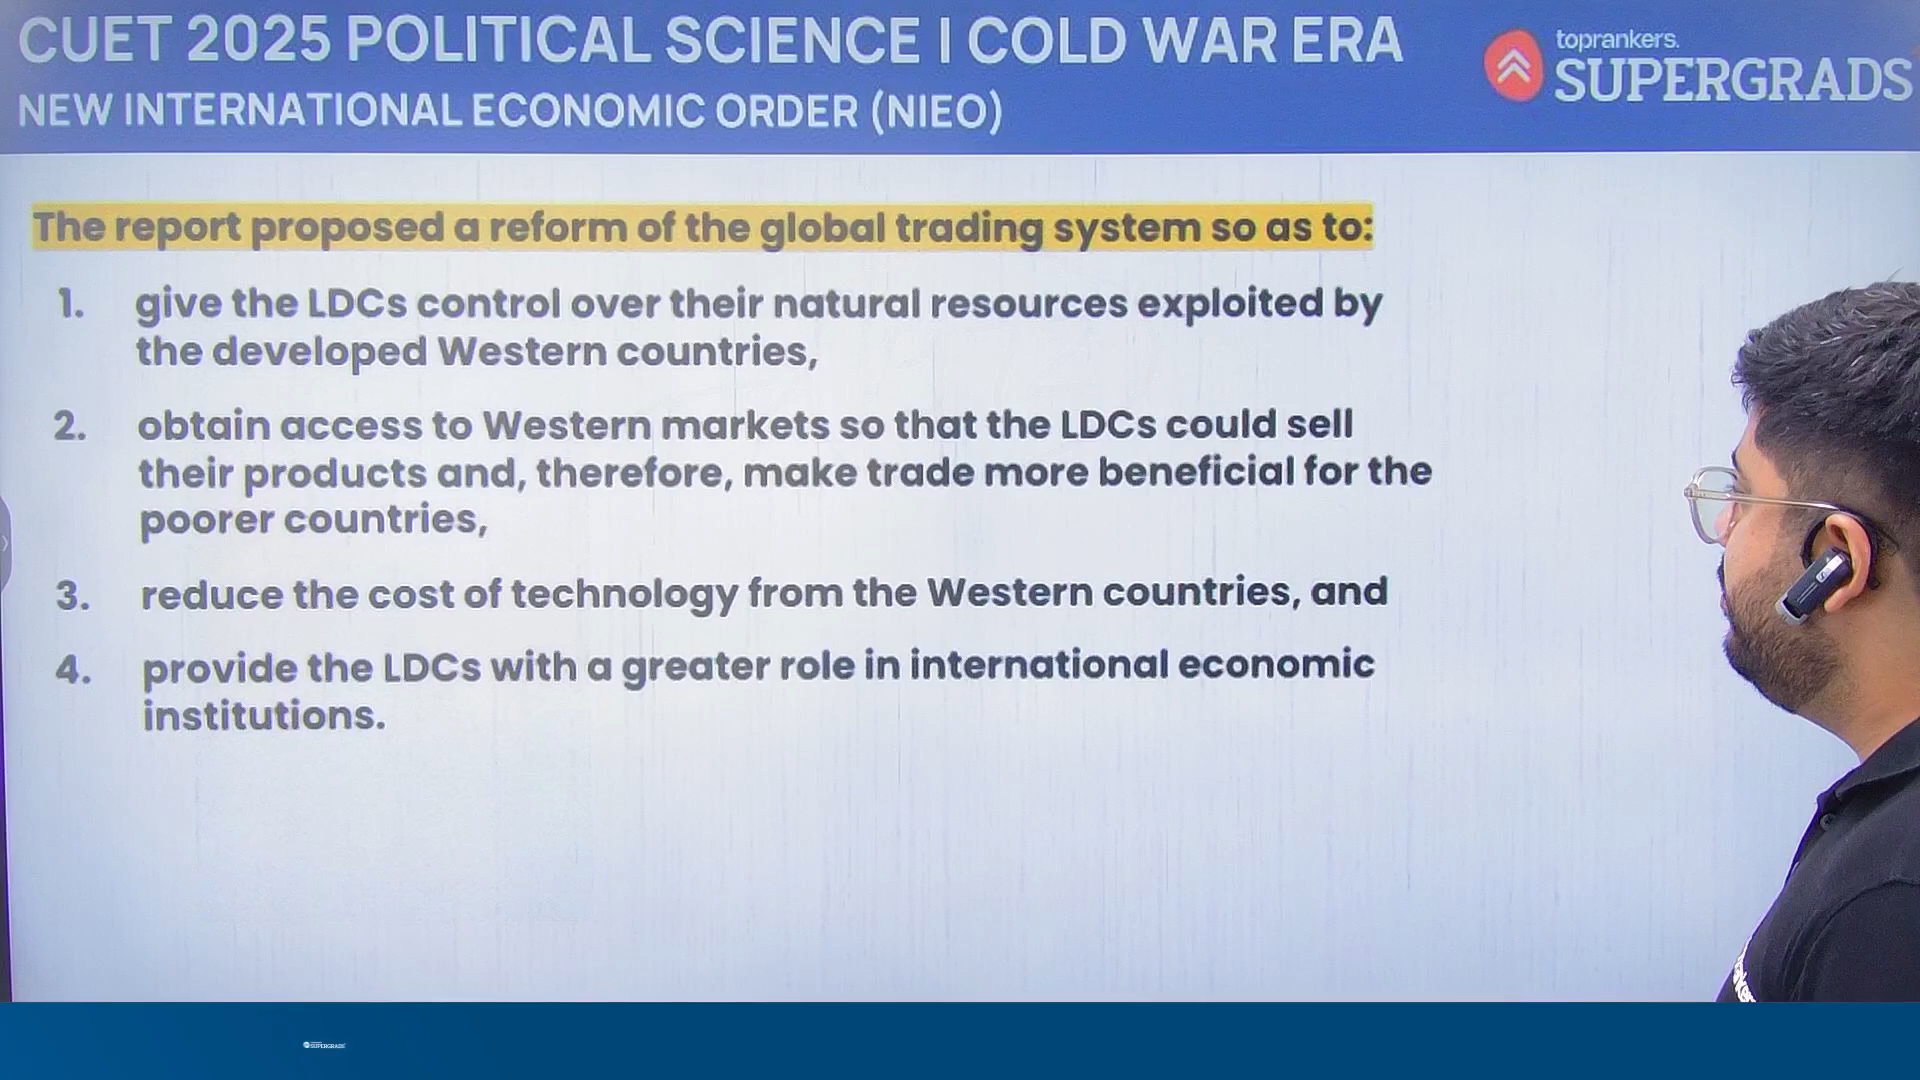 CUET 2025 POLITICAL SCIENCE | COLD WAR ERA
NEW INTERNATIONAL ECONOMIC ORDER (NIEO)
toprankers.
SUPERGRADS
The report proposed a reform of the global trading system so as to:
1. give the LDCs control over their natural resources exploited by
the developed Western countries,
2. obtain access to Western markets so that the LDCs could sell
their products and, therefore, make trade more beneficial for the
poorer countries,
3. reduce the cost of technology from the Western countries, and
4. provide the LDCs with a greater role in international economic
institutions.
SUPERGRADS